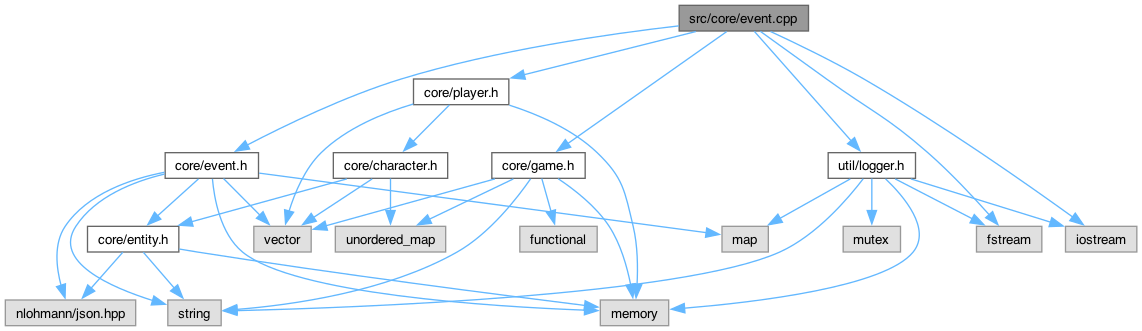 src/core/event.cpp
core/player.h
core/event.h
core/character.h
core/game.h
util/logger.h
core/entity.h
vector
unordered_map
functional
map
mutex
fstream
iostream
nlohmann/json.hpp
string
memory